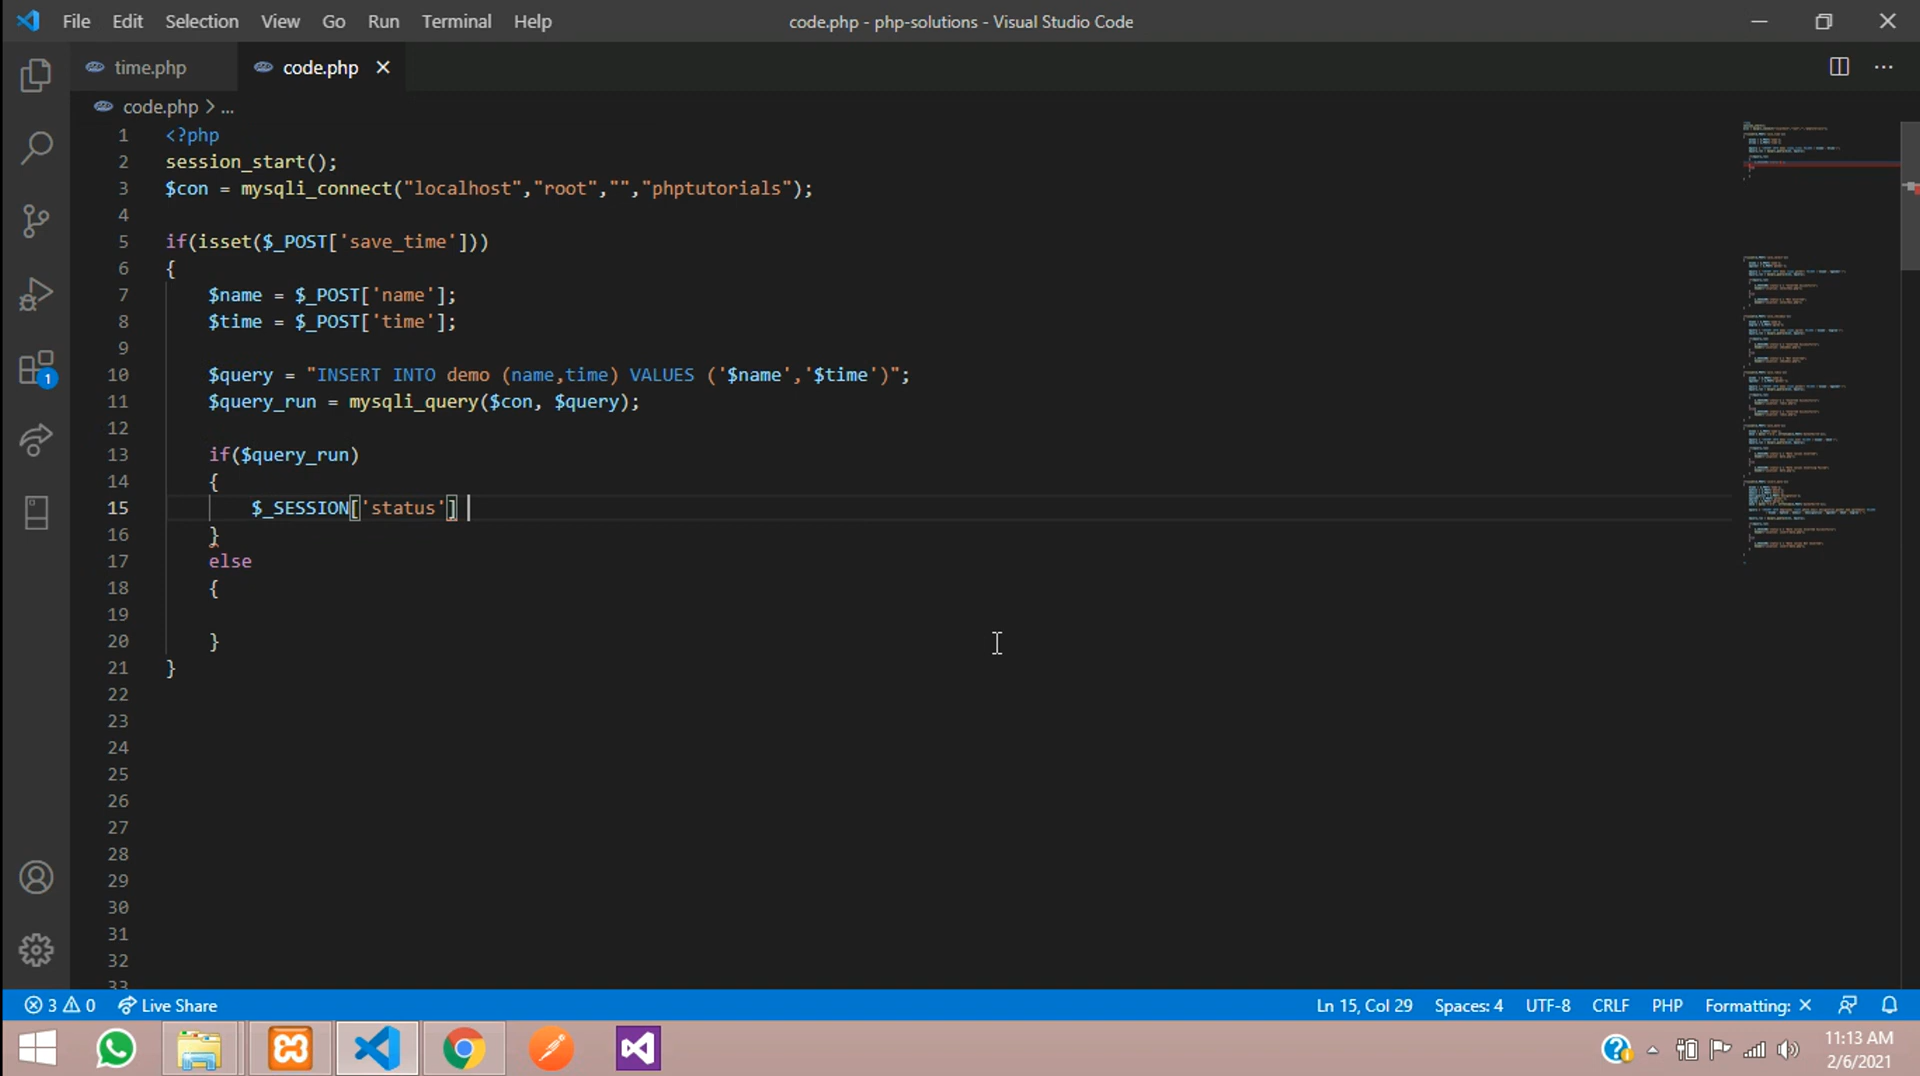 File Edit Selection View Go Run Terminal Help code.php - php-solutions - Visual Studio Code
time.php code.php
code.php > ...
1 <?php
2 session_start();
3 $con = mysqli_connect("localhost","root","","phptutorials");
4
5 if(isset($_POST['save_time']))
6 {
7 $name = $_POST['name'];
8 $time = $_POST['time'];
9
10 $query = "INSERT INTO demo (name,time) VALUES ('$name','$time')";
11 $query_run = mysqli_query($con, $query);
12
13 if($query_run)
14 {
15 $_SESSION['status']
16 }
17 else
18 {
19
20 }
21 }
22
23
24
25
26
27
28
29
30
31
32
33
1
3 0 Live Share Ln 15, Col 29 Spaces: 4 UTF-8 CRLF PHP Formatting: ×
11:13 AM
2/6/2021